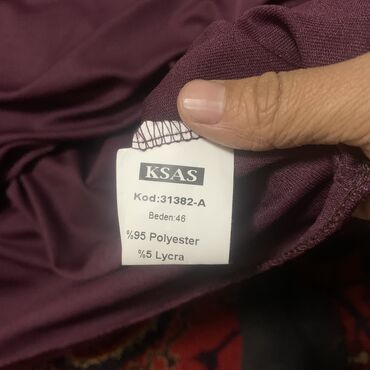 KSAS
Kod:31382-A
Beden:46
%95 Polyester
%5 Lycra